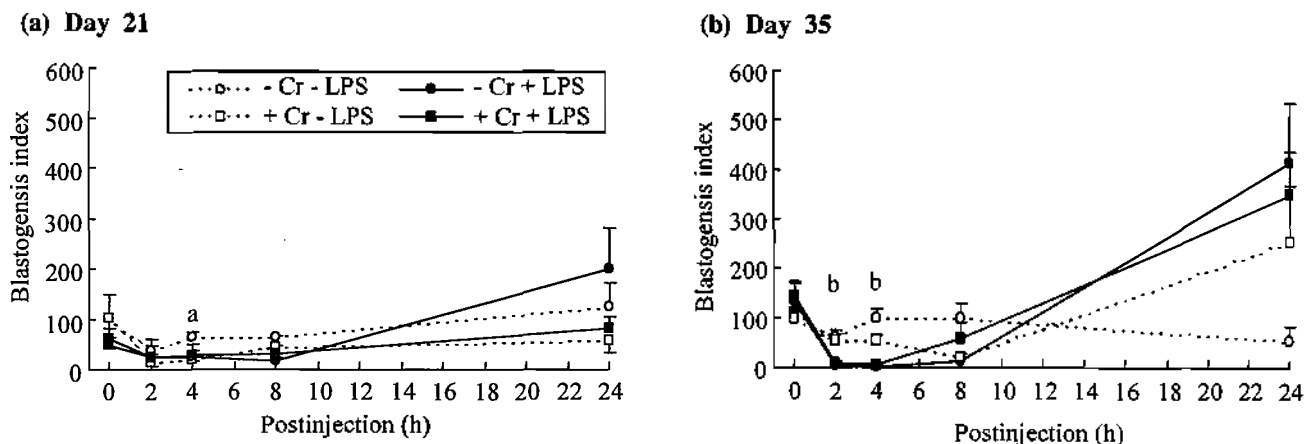 (a) Day 21
(b) Day 35
600
500
400
300
200
100
0
Blastogensis index
- Cr - LPS
- Cr + LPS
+ Cr - LPS
+ Cr + LPS
a
0 2 4 6 8 10 12 14 16 18 20 22 24
Postinjection (h)
600
500
400
300
200
100
0
Blastogensis index
b b
0 2 4 6 8 10 12 14 16 18 20 22 24
Postinjection (h)